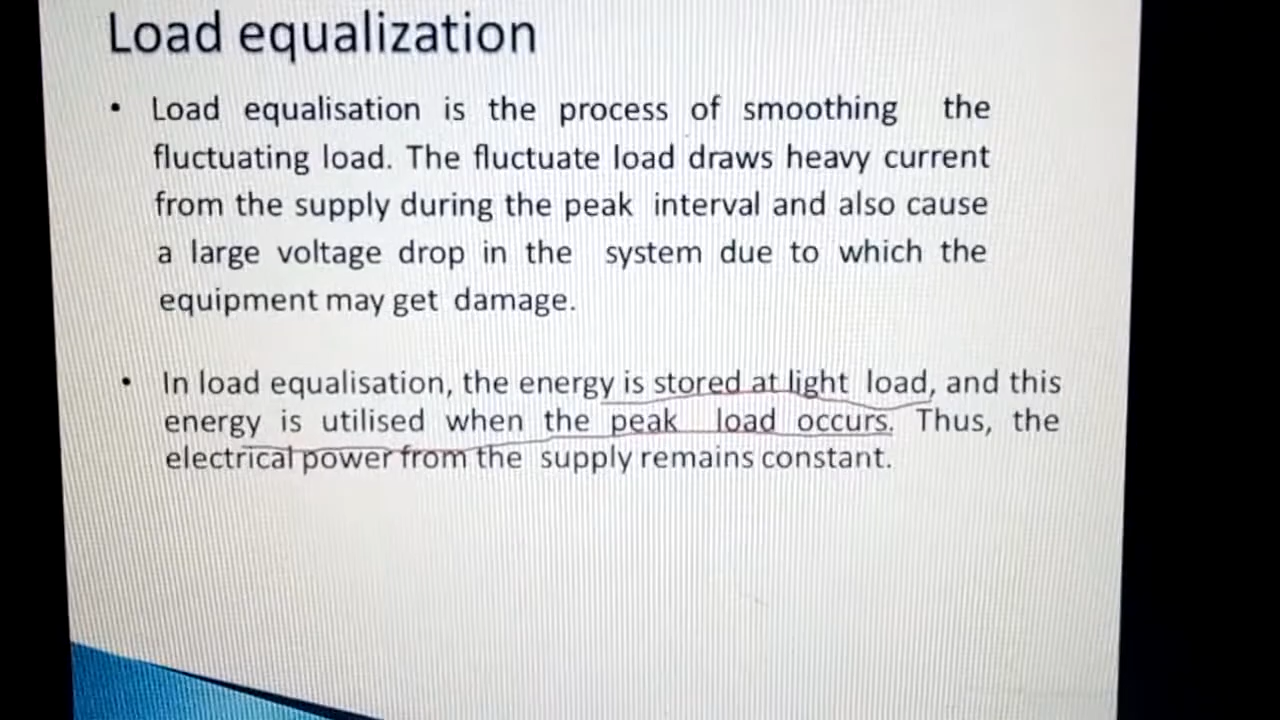 Load equalization
• Load equalisation is the process of smoothing the
fluctuating load. The fluctuate load draws heavy current
from the supply during the peak interval and also cause
a large voltage drop in the system due to which the
equipment may get damage.
• In load equalisation, the energy is stored at light load, and this
energy is utilised when the peak load occurs. Thus, the
electrical power from the supply remains constant.